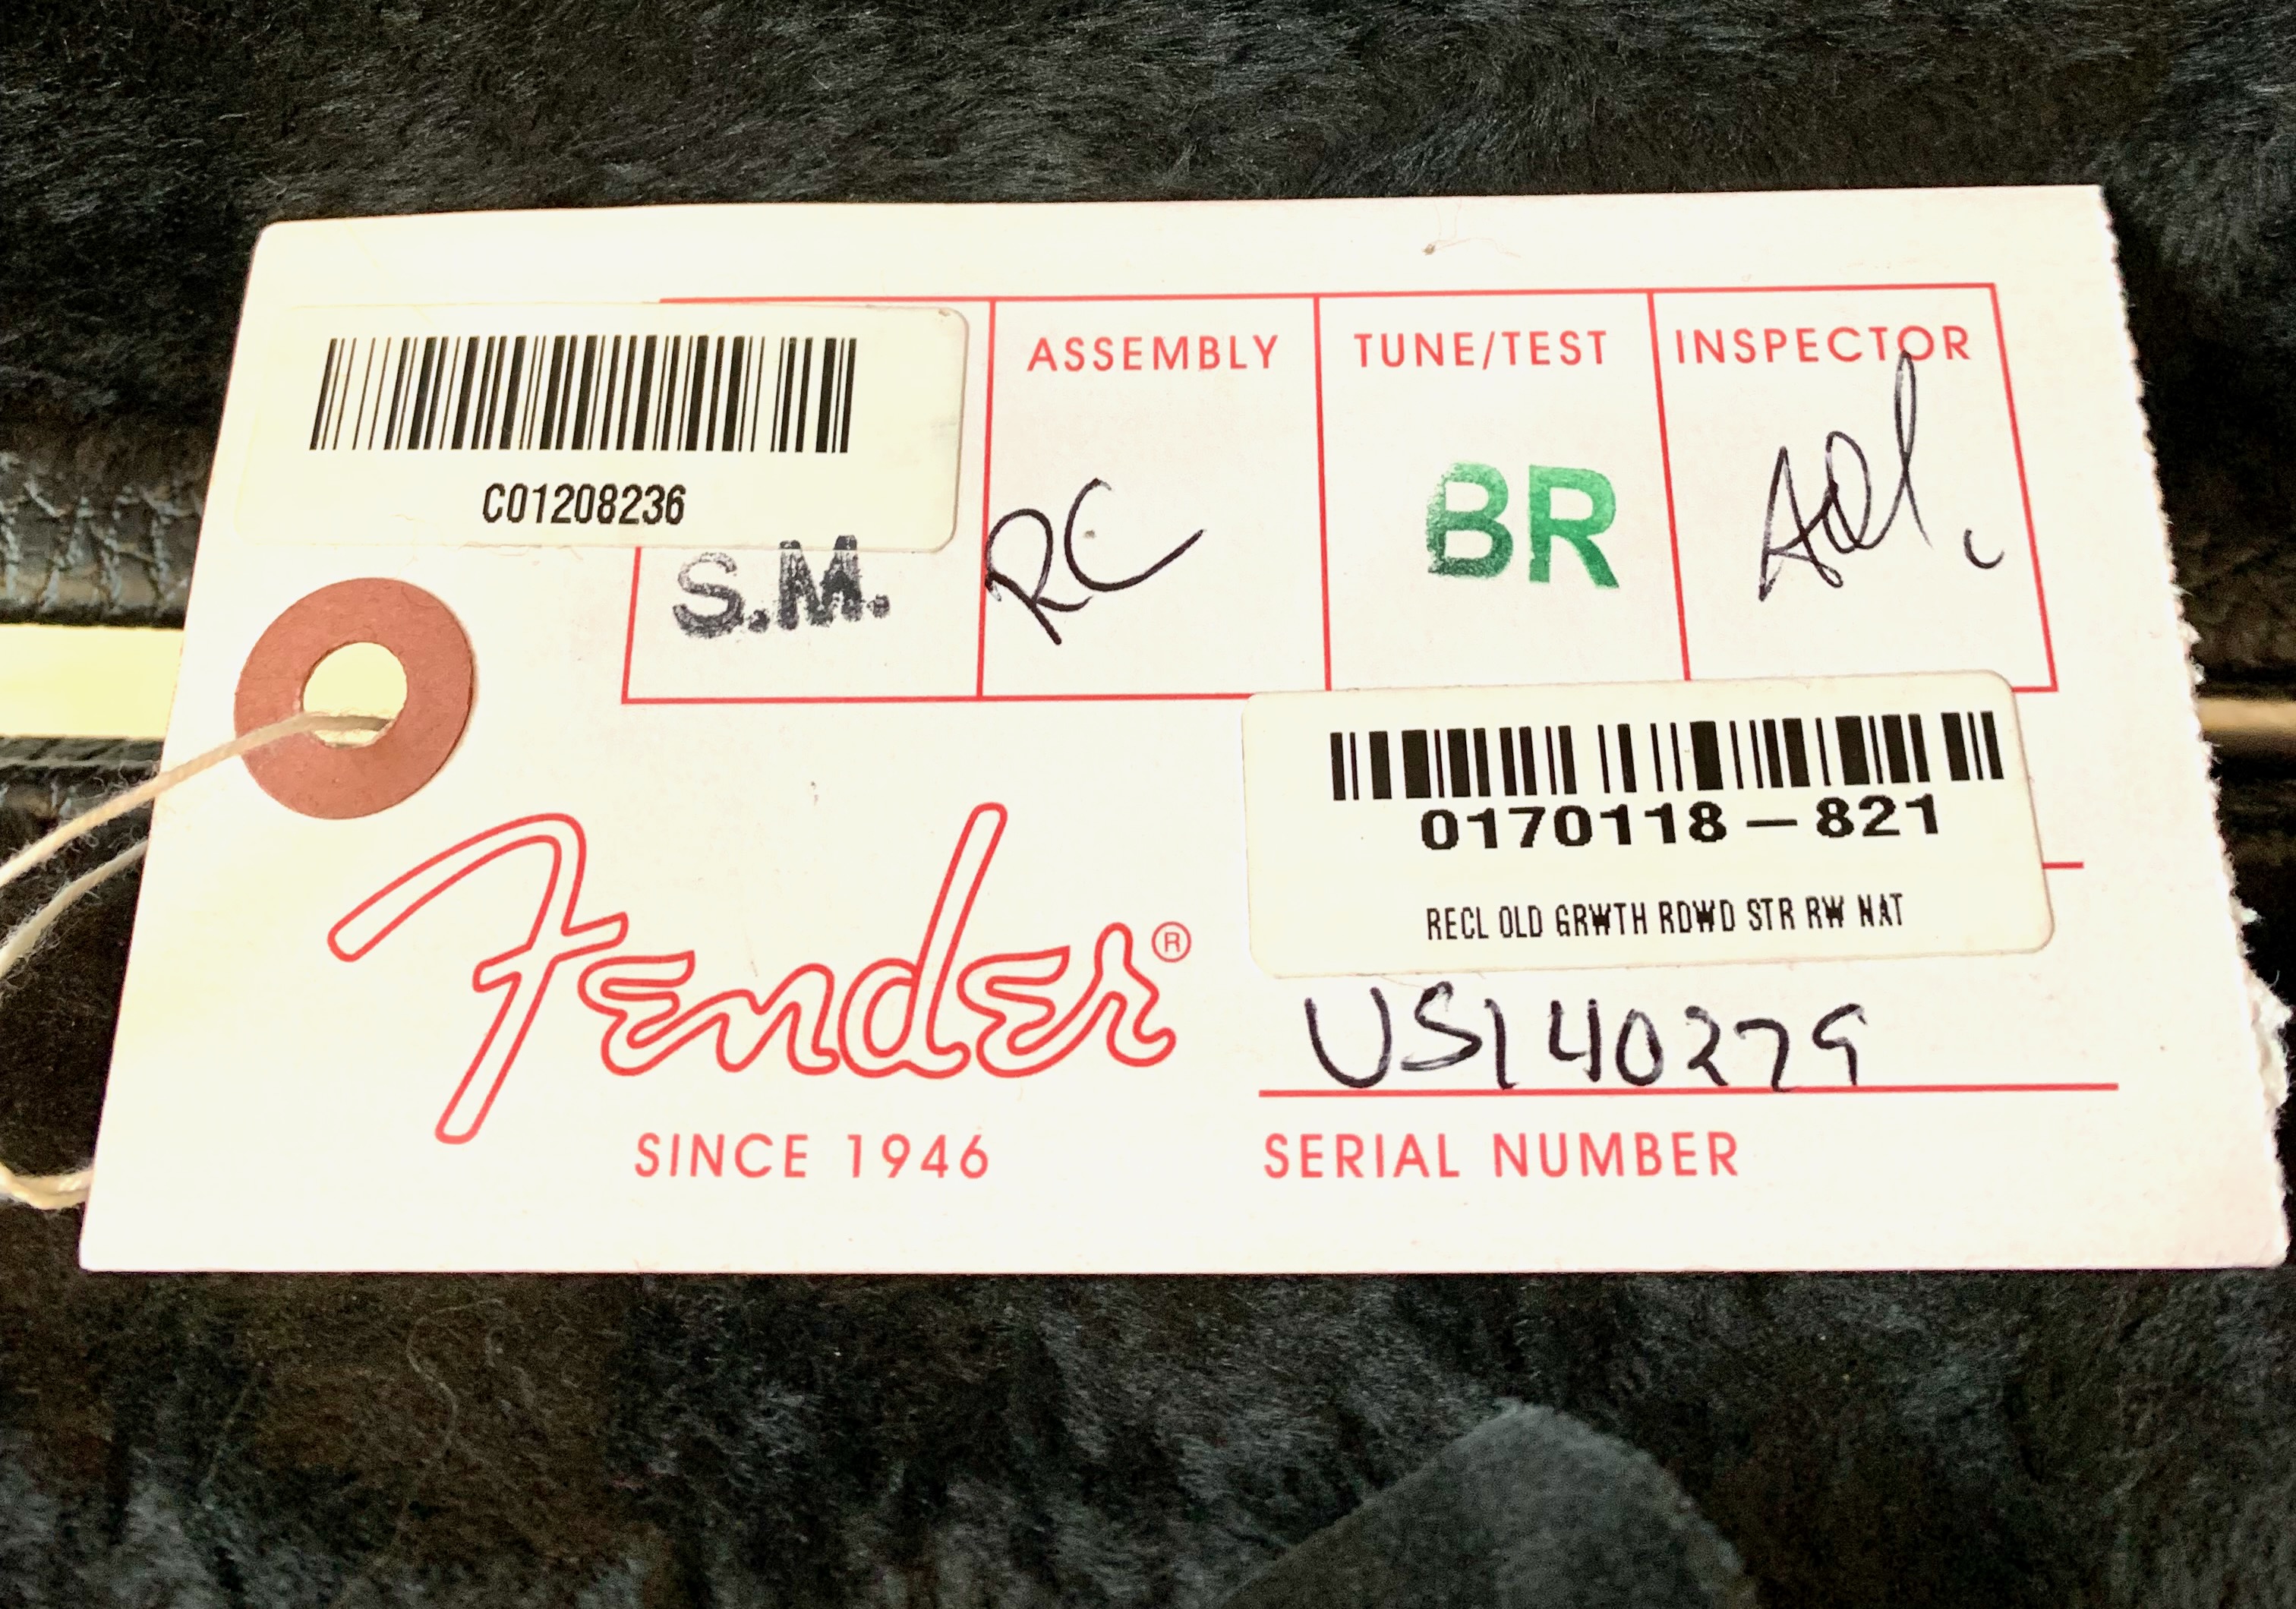 C01208236
ASSEMBLY
TUNE/TEST
INSPECTOR
S.M.
RC
BR
0170118-821
RECL OLD GRWTH RDWD STR RW NAT
Fender®
SINCE 1946
US140279
SERIAL NUMBER